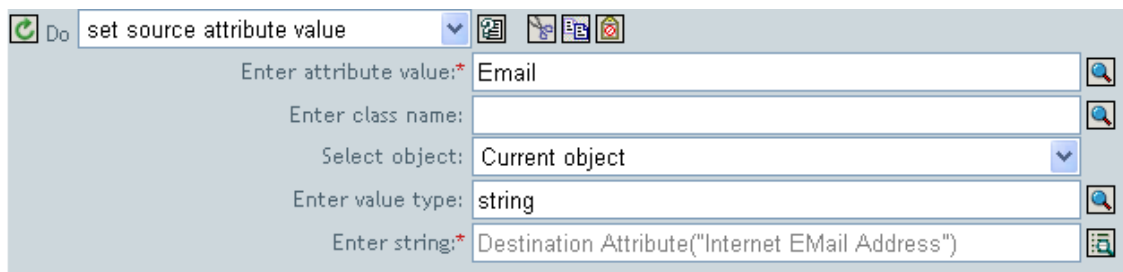 Do set source attribute value
Enter attribute value:* Email
Enter class name:
Select object: Current object
Enter value type: string
Enter string:* Destination Attribute("Internet EMail Address")